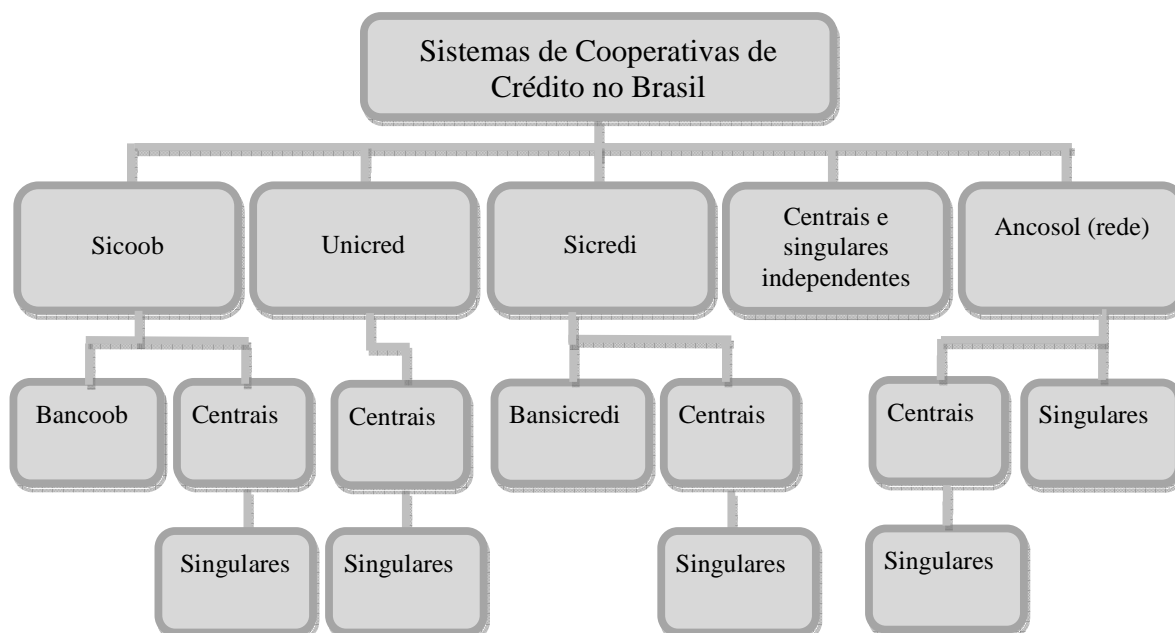 Sistemas de Cooperativas de
Crédito no Brasil
Sicoob
Unicred
Sicredi
Centrais e
singulares
independentes
Ancosol (rede)
Bancoob
Centrais
Centrais
Bansicredi
Centrais
Centrais
Singulares
Singulares
Singulares
Singulares
Singulares